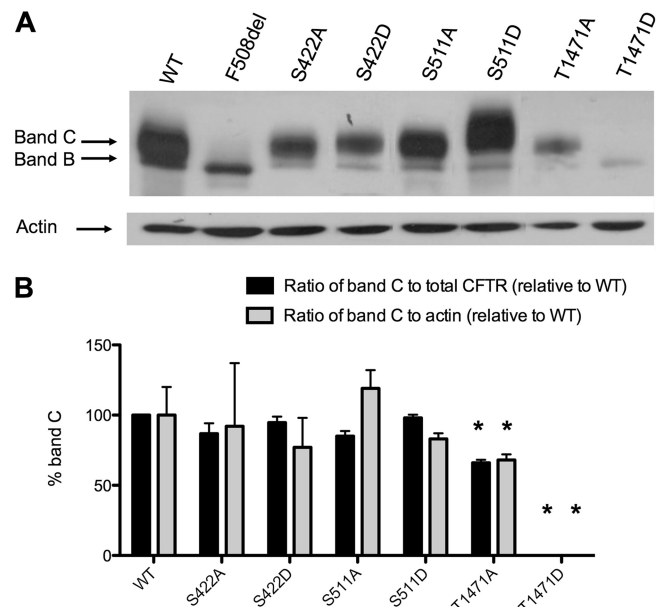 A
WT
F508del
S422A
S422D
S511A
S511D
T1471A
T1471D
Band C
Band B
Actin
B
Ratio of band C to total CFTR (relative to WT)
Ratio of band C to actin (relative to WT)
% band C
150
100
50
0
* *
* *
WT
S422A
S422D
S511A
S511D
T1471A
T1471D